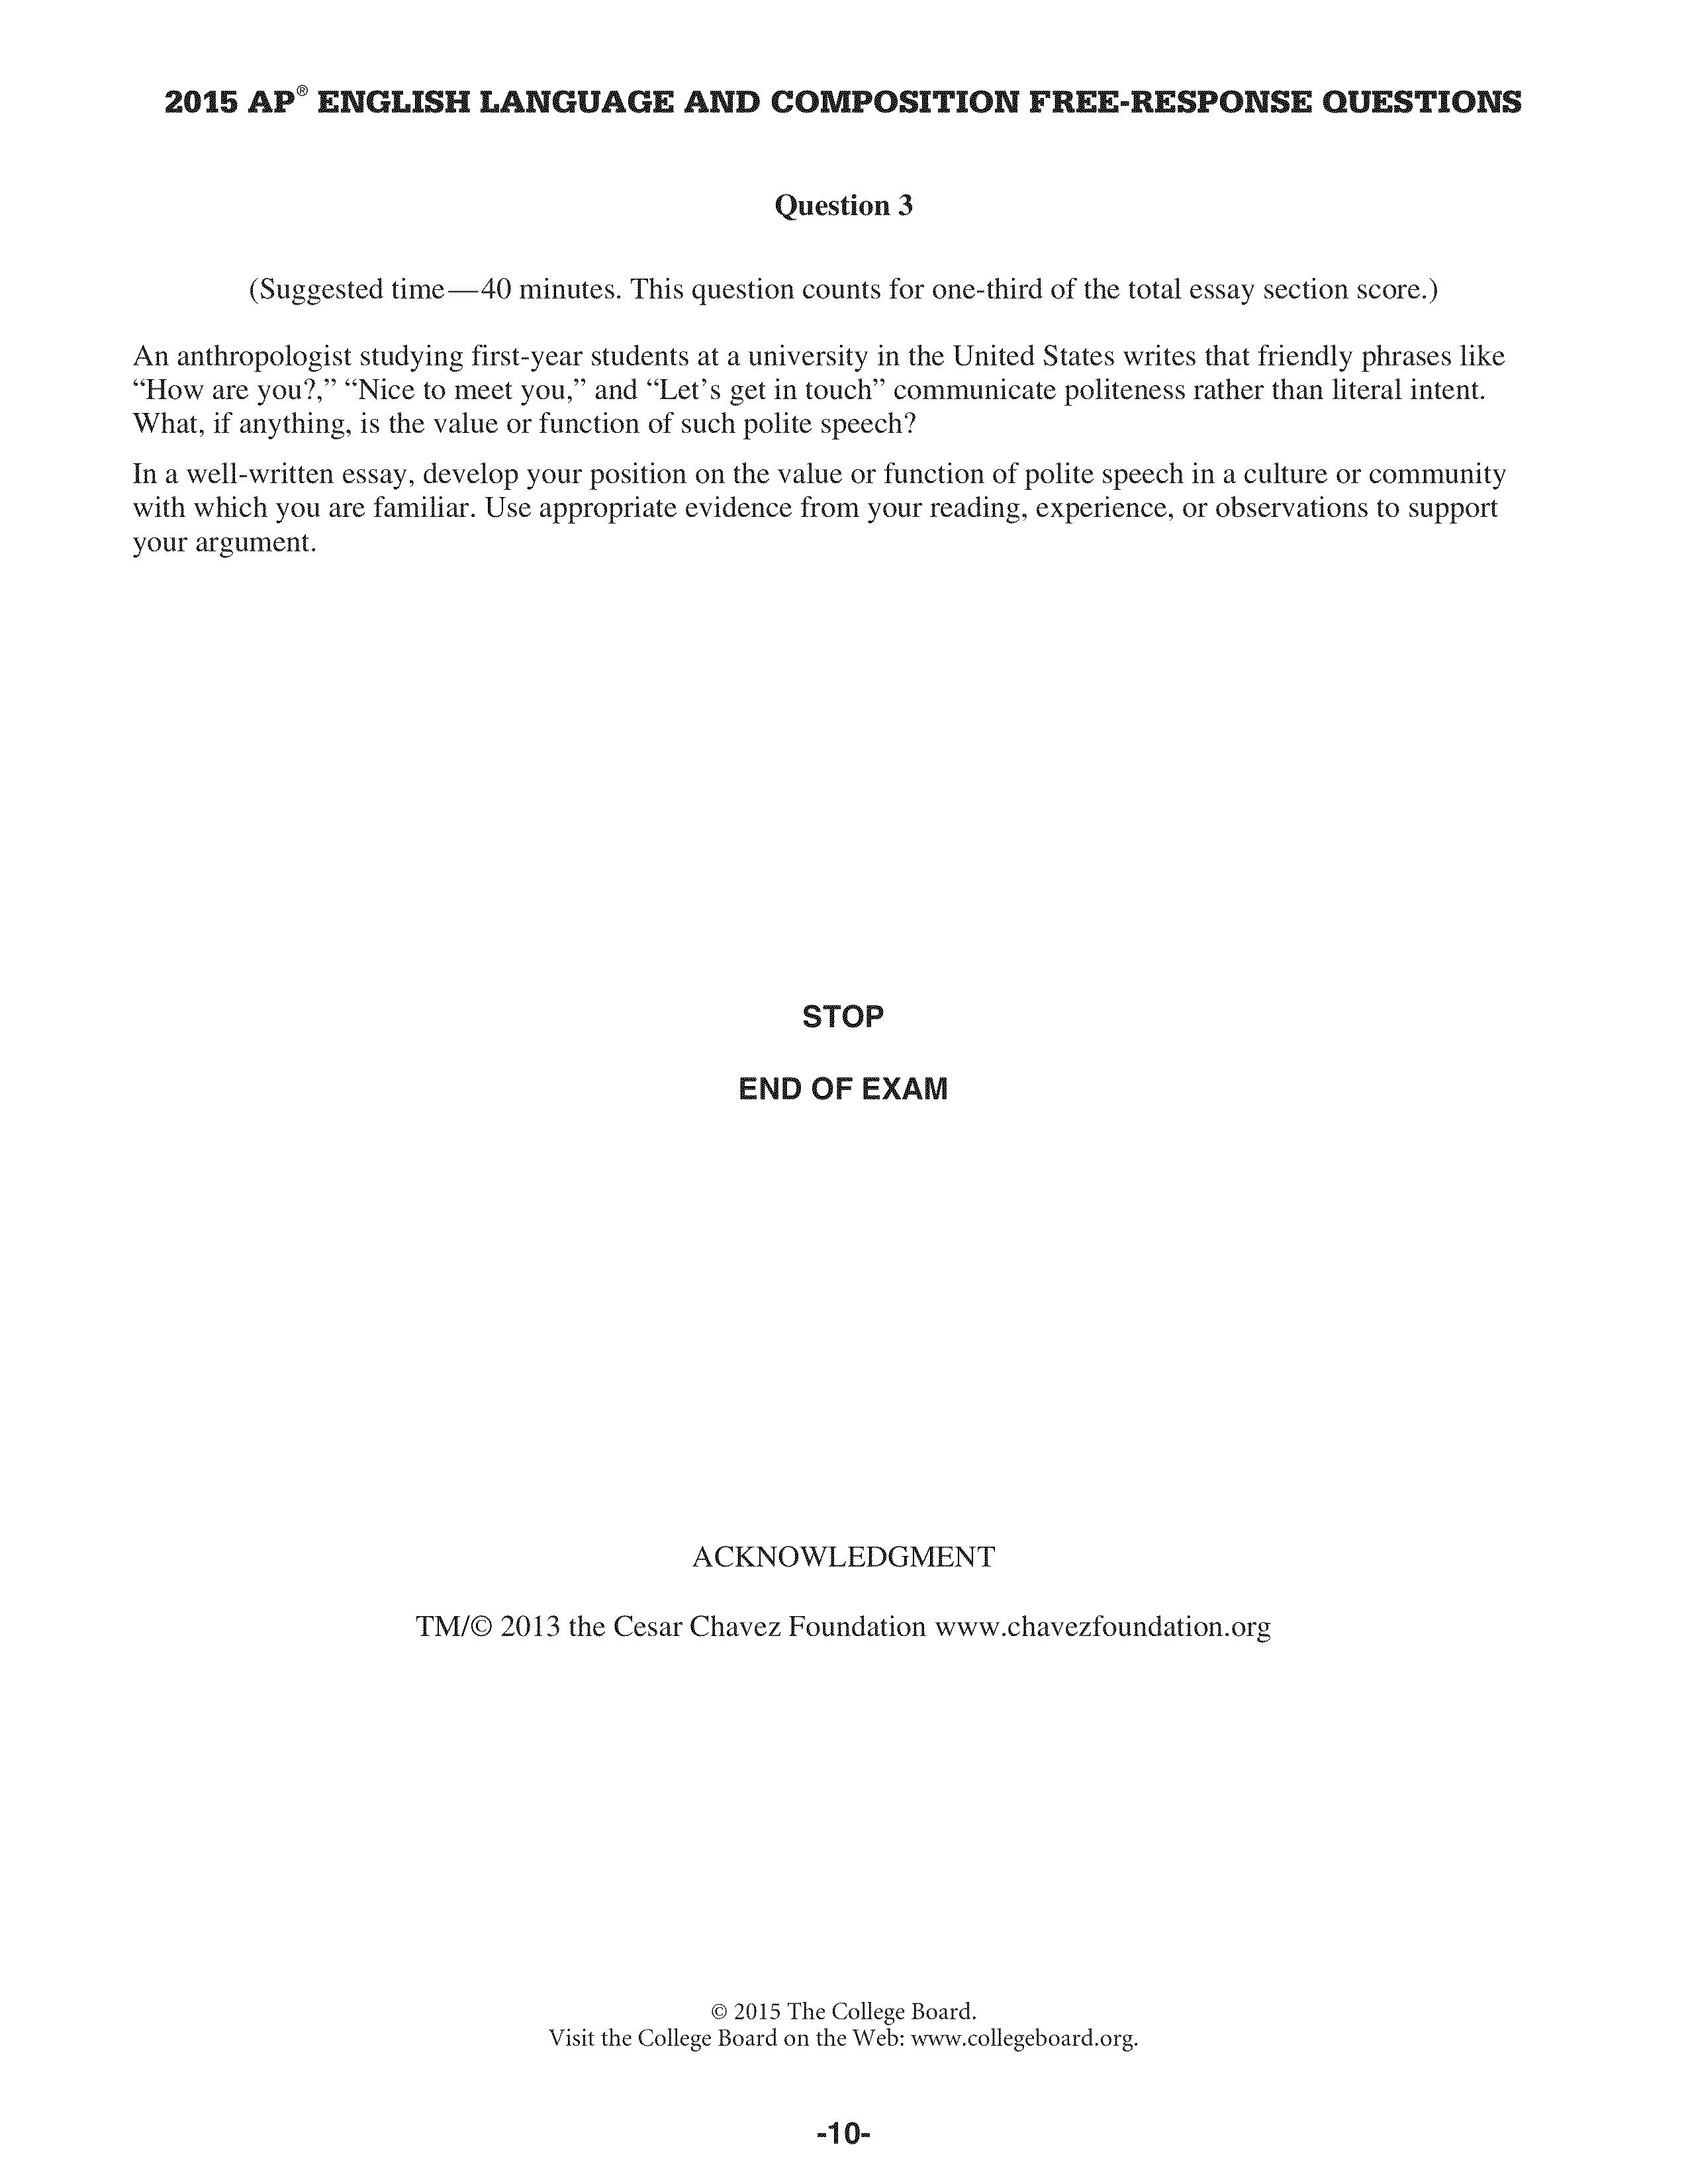 2015 AP® ENGLISH LANGUAGE AND COMPOSITION FREE-RESPONSE QUESTIONS
Question 3
(Suggested time—40 minutes. This question counts for one-third of the total essay section score.)
An anthropologist studying first-year students at a university in the United States writes that friendly phrases like
“How are you?,” “Nice to meet you,” and “Let’s get in touch” communicate politeness rather than literal intent.
What, if anything, is the value or function of such polite speech?
In a well-written essay, develop your position on the value or function of polite speech in a culture or community
with which you are familiar. Use appropriate evidence from your reading, experience, or observations to support
your argument.
STOP
END OF EXAM
ACKNOWLEDGMENT
TM/© 2013 the Cesar Chavez Foundation www.chavezfoundation.org
© 2015 The College Board.
Visit the College Board on the Web: www.collegeboard.org.
-10-